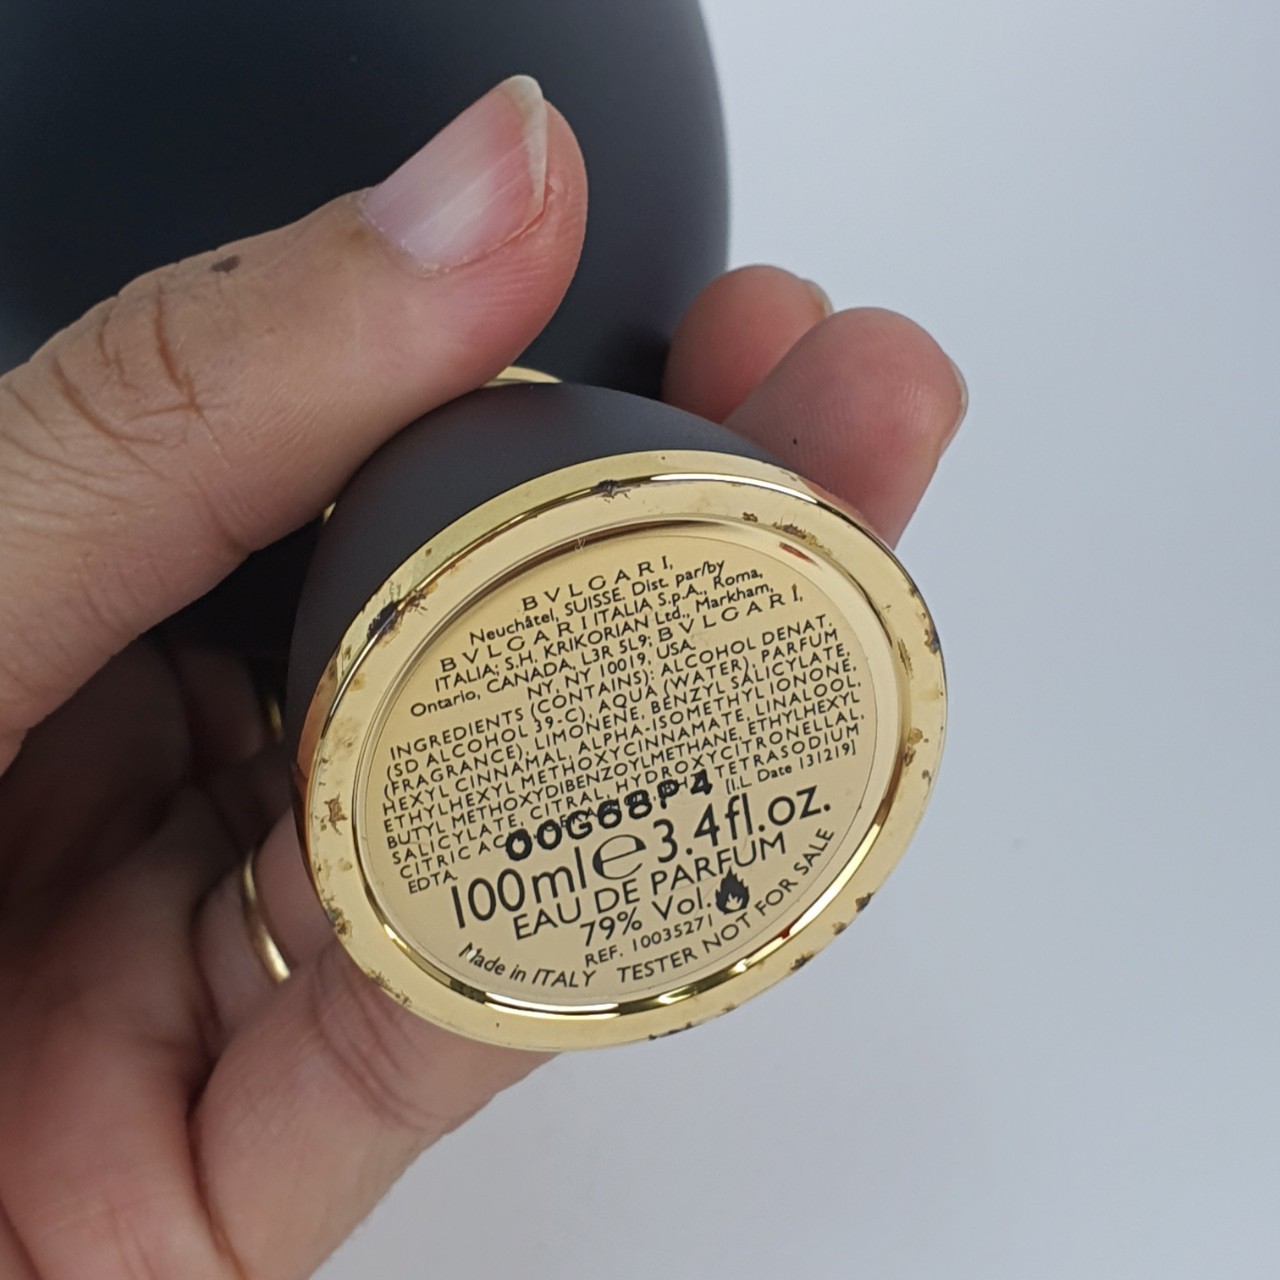 BVLGARI,
Neuchâtel, SUISSE. Dist. par/by
BVLGARI ITALIA S.p.A., Roma,
ITALIA; S.H. KRIKORIAN Ltd., Markham,
Ontario, CANADA, L3R 5L9; BVLGARI,
NY, NY 10019, USA.
INGREDIENTS (CONTAINS): ALCOHOL DENAT.
(SD ALCOHOL 39-C), AQUA (WATER), PARFUM
(FRAGRANCE), LIMONENE, BENZYL SALICYLATE,
HEXYL CINNAMAL, ALPHA-ISOMETHYL IONONE,
ETHYLHEXYL METHOXYCINNAMATE, LINALOOL,
BUTYL METHOXYDIBENZOYLMETHANE, ETHYLHEXYL
SALICYLATE, CITRAL, HYDROXYCITRONELLAL,
CITRIC TETRASODIUM
EDTA. [I.L. Date 131219]
00G68P4
100ml e 3.4fl.oz.
EAU DE PARFUM
79% Vol.
REF. 10035271
Made in ITALY TESTER NOT FOR SALE